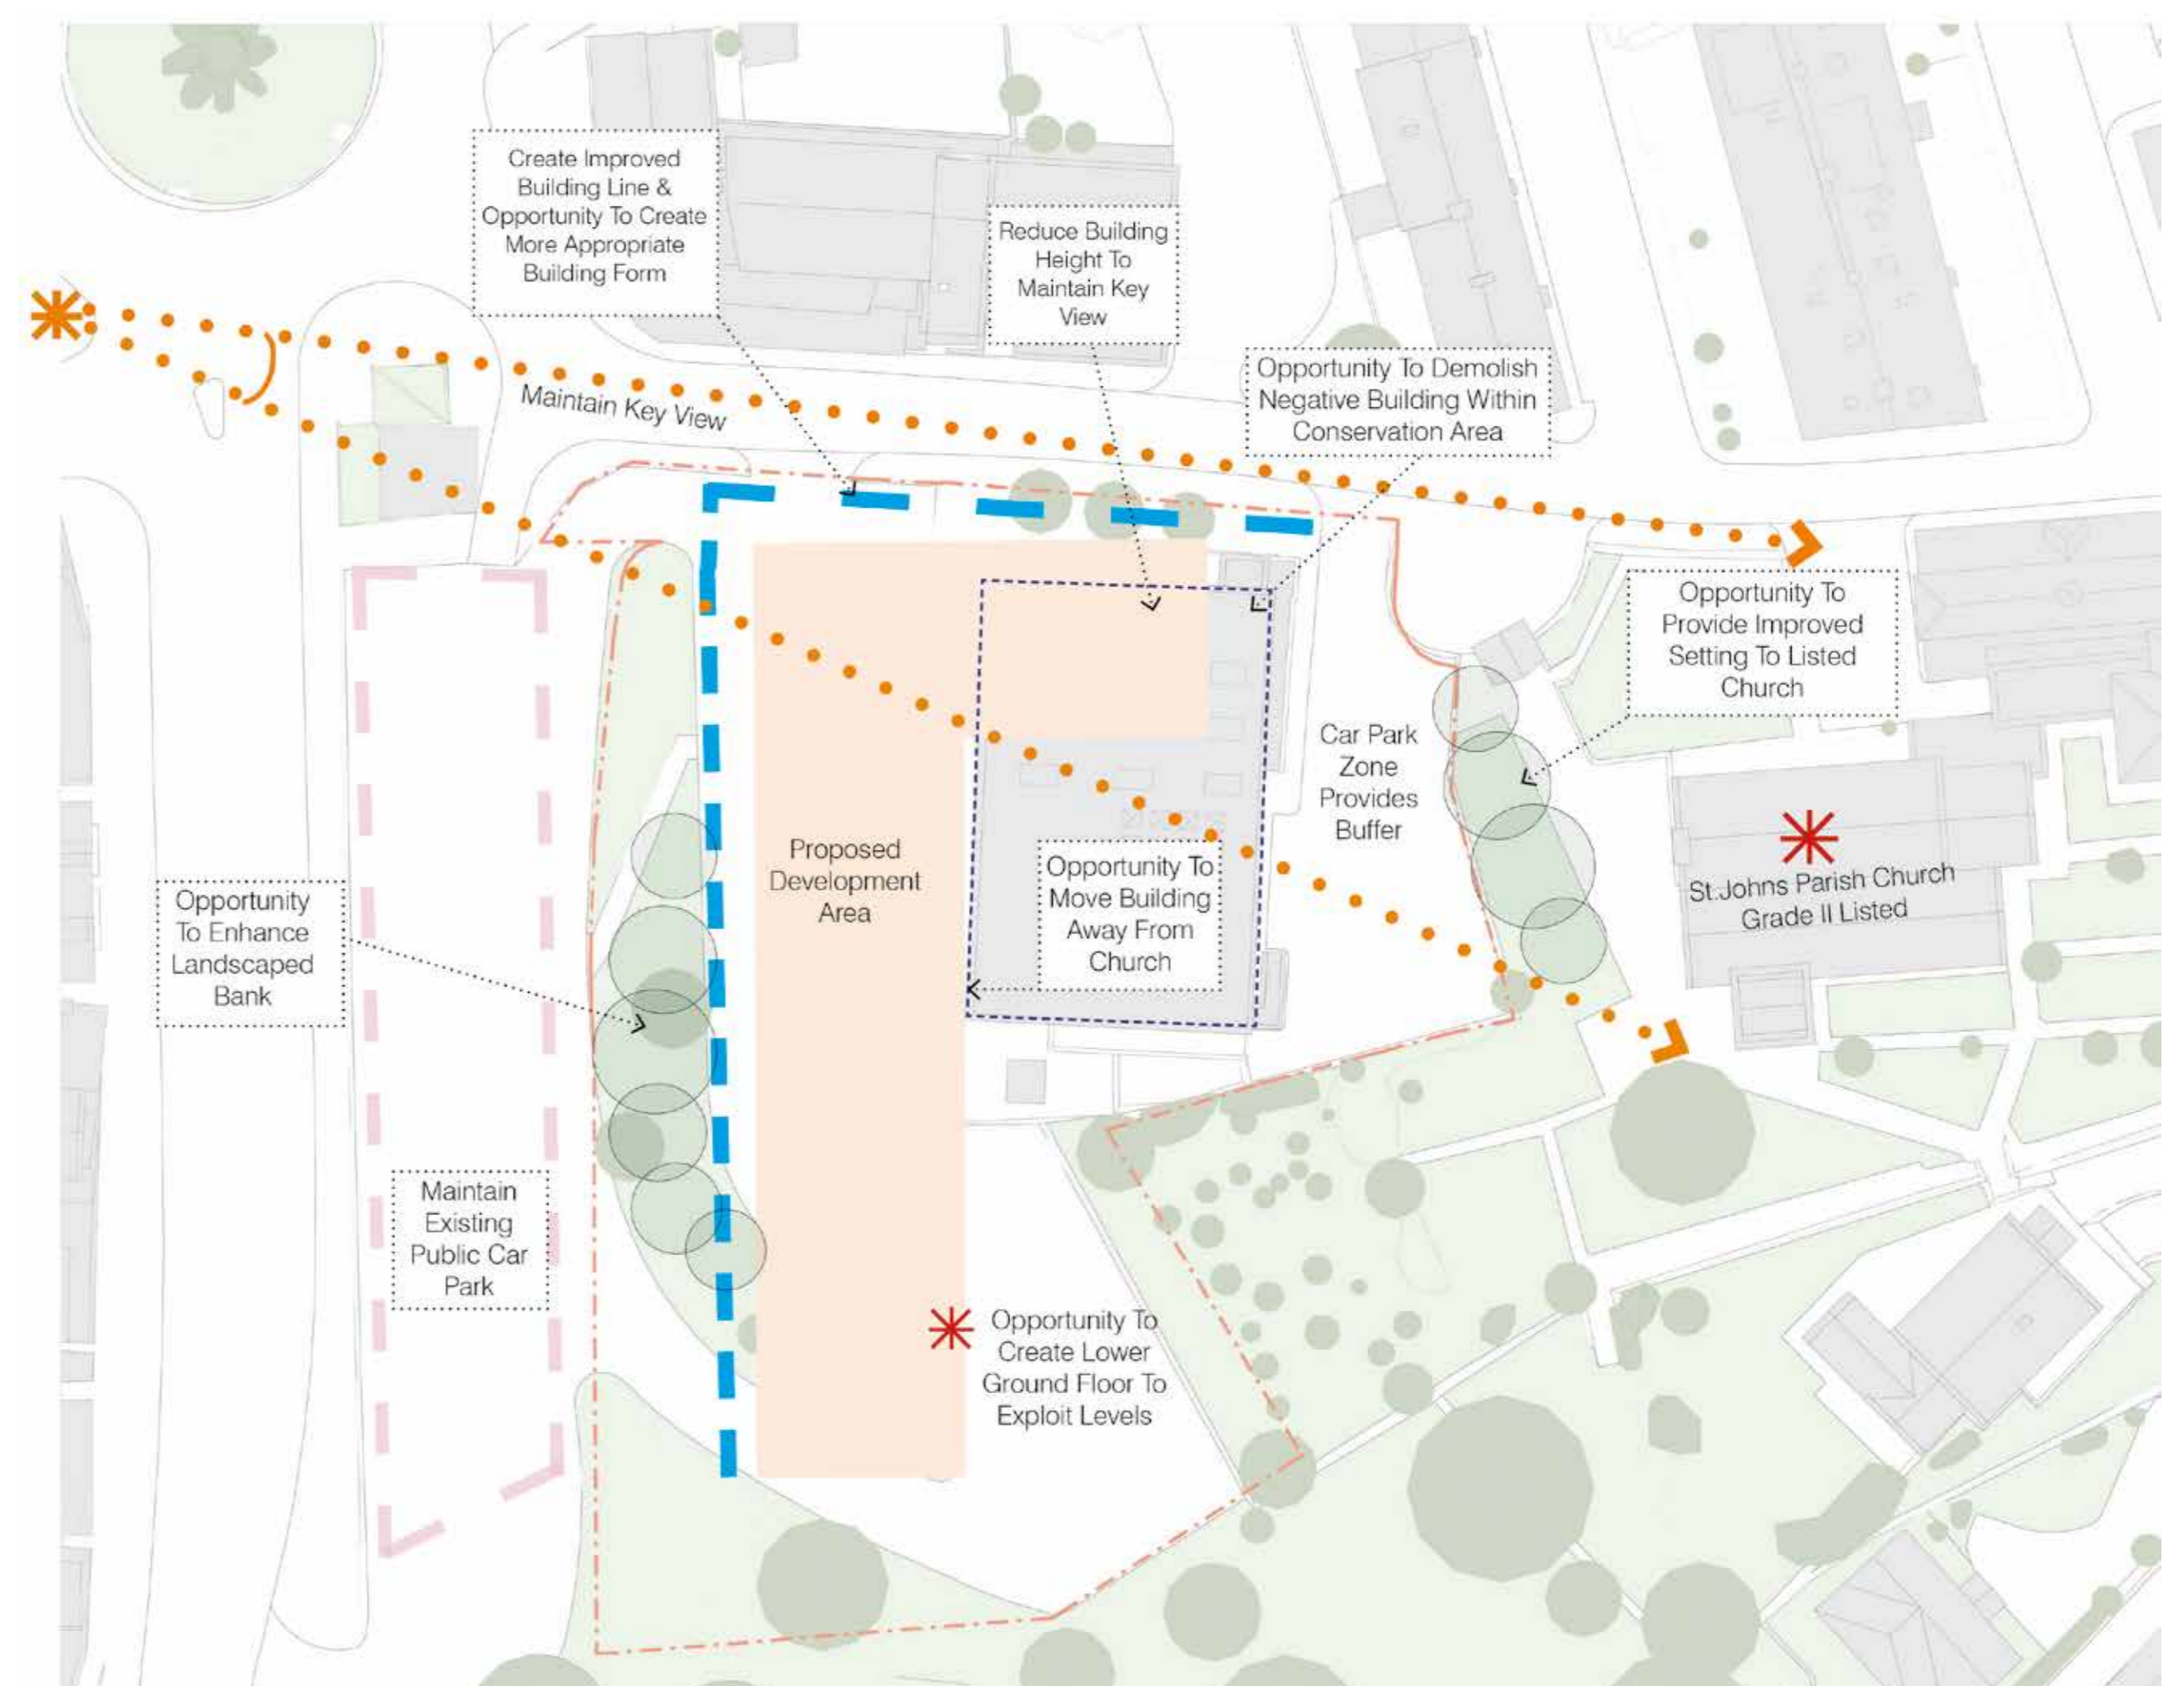 Create Improved
Building Line &
Opportunity To Create
More Appropriate
Building Form
Reduce Building
Height To
Maintain Key
View
Opportunity To Demolish
Negative Building Within
Conservation Area
Maintain Key View
Opportunity To
Provide Improved
Setting To Listed
Church
Car Park
Zone
Provides
Buffer
Proposed
Development
Area
Opportunity To
Move Building
Away From
Church
St.Johns Parish Church
Grade II Listed
Opportunity
To Enhance
Landscaped
Bank
Maintain
Existing
Public Car
Park
Opportunity To
Create Lower
Ground Floor To
Exploit Levels